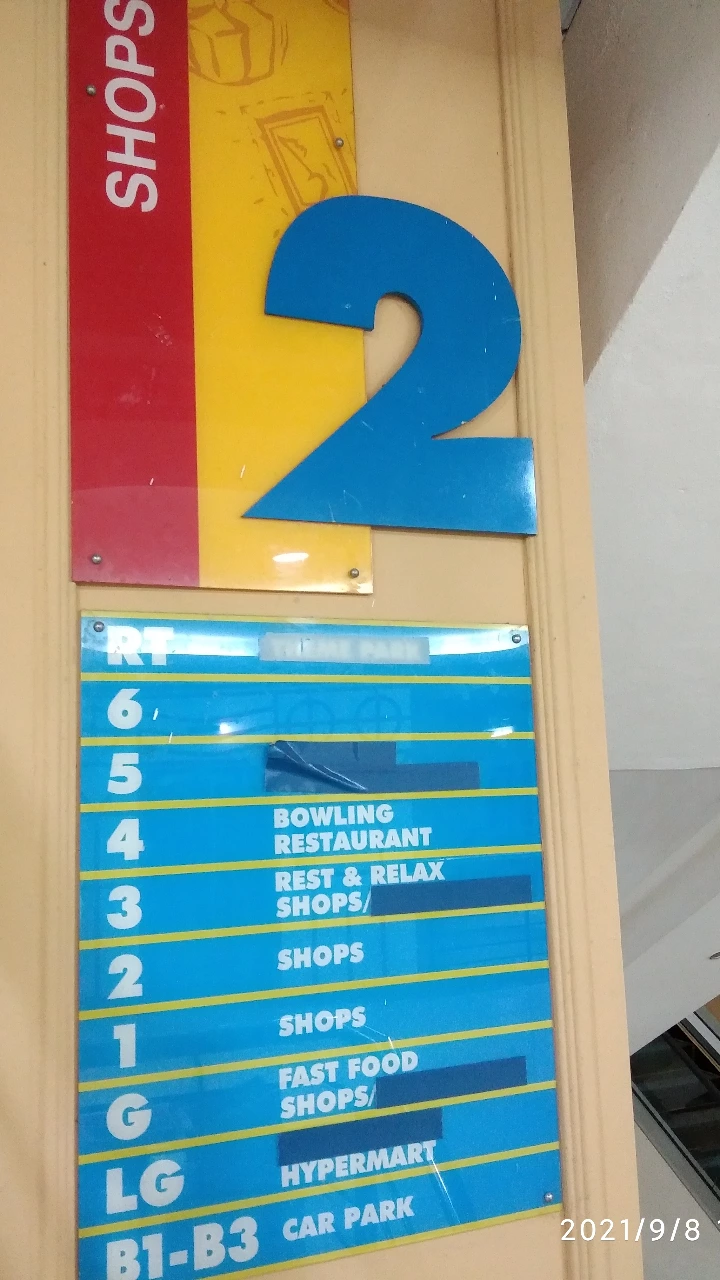 SHOPS
2
RT THEME PARK
6
5
4 BOWLING
RESTAURANT
3 REST & RELAX
SHOPS/
2 SHOPS
1 SHOPS
G FAST FOOD
SHOPS/
LG
HYPERMART
B1-B3 CAR PARK
2021/9/8